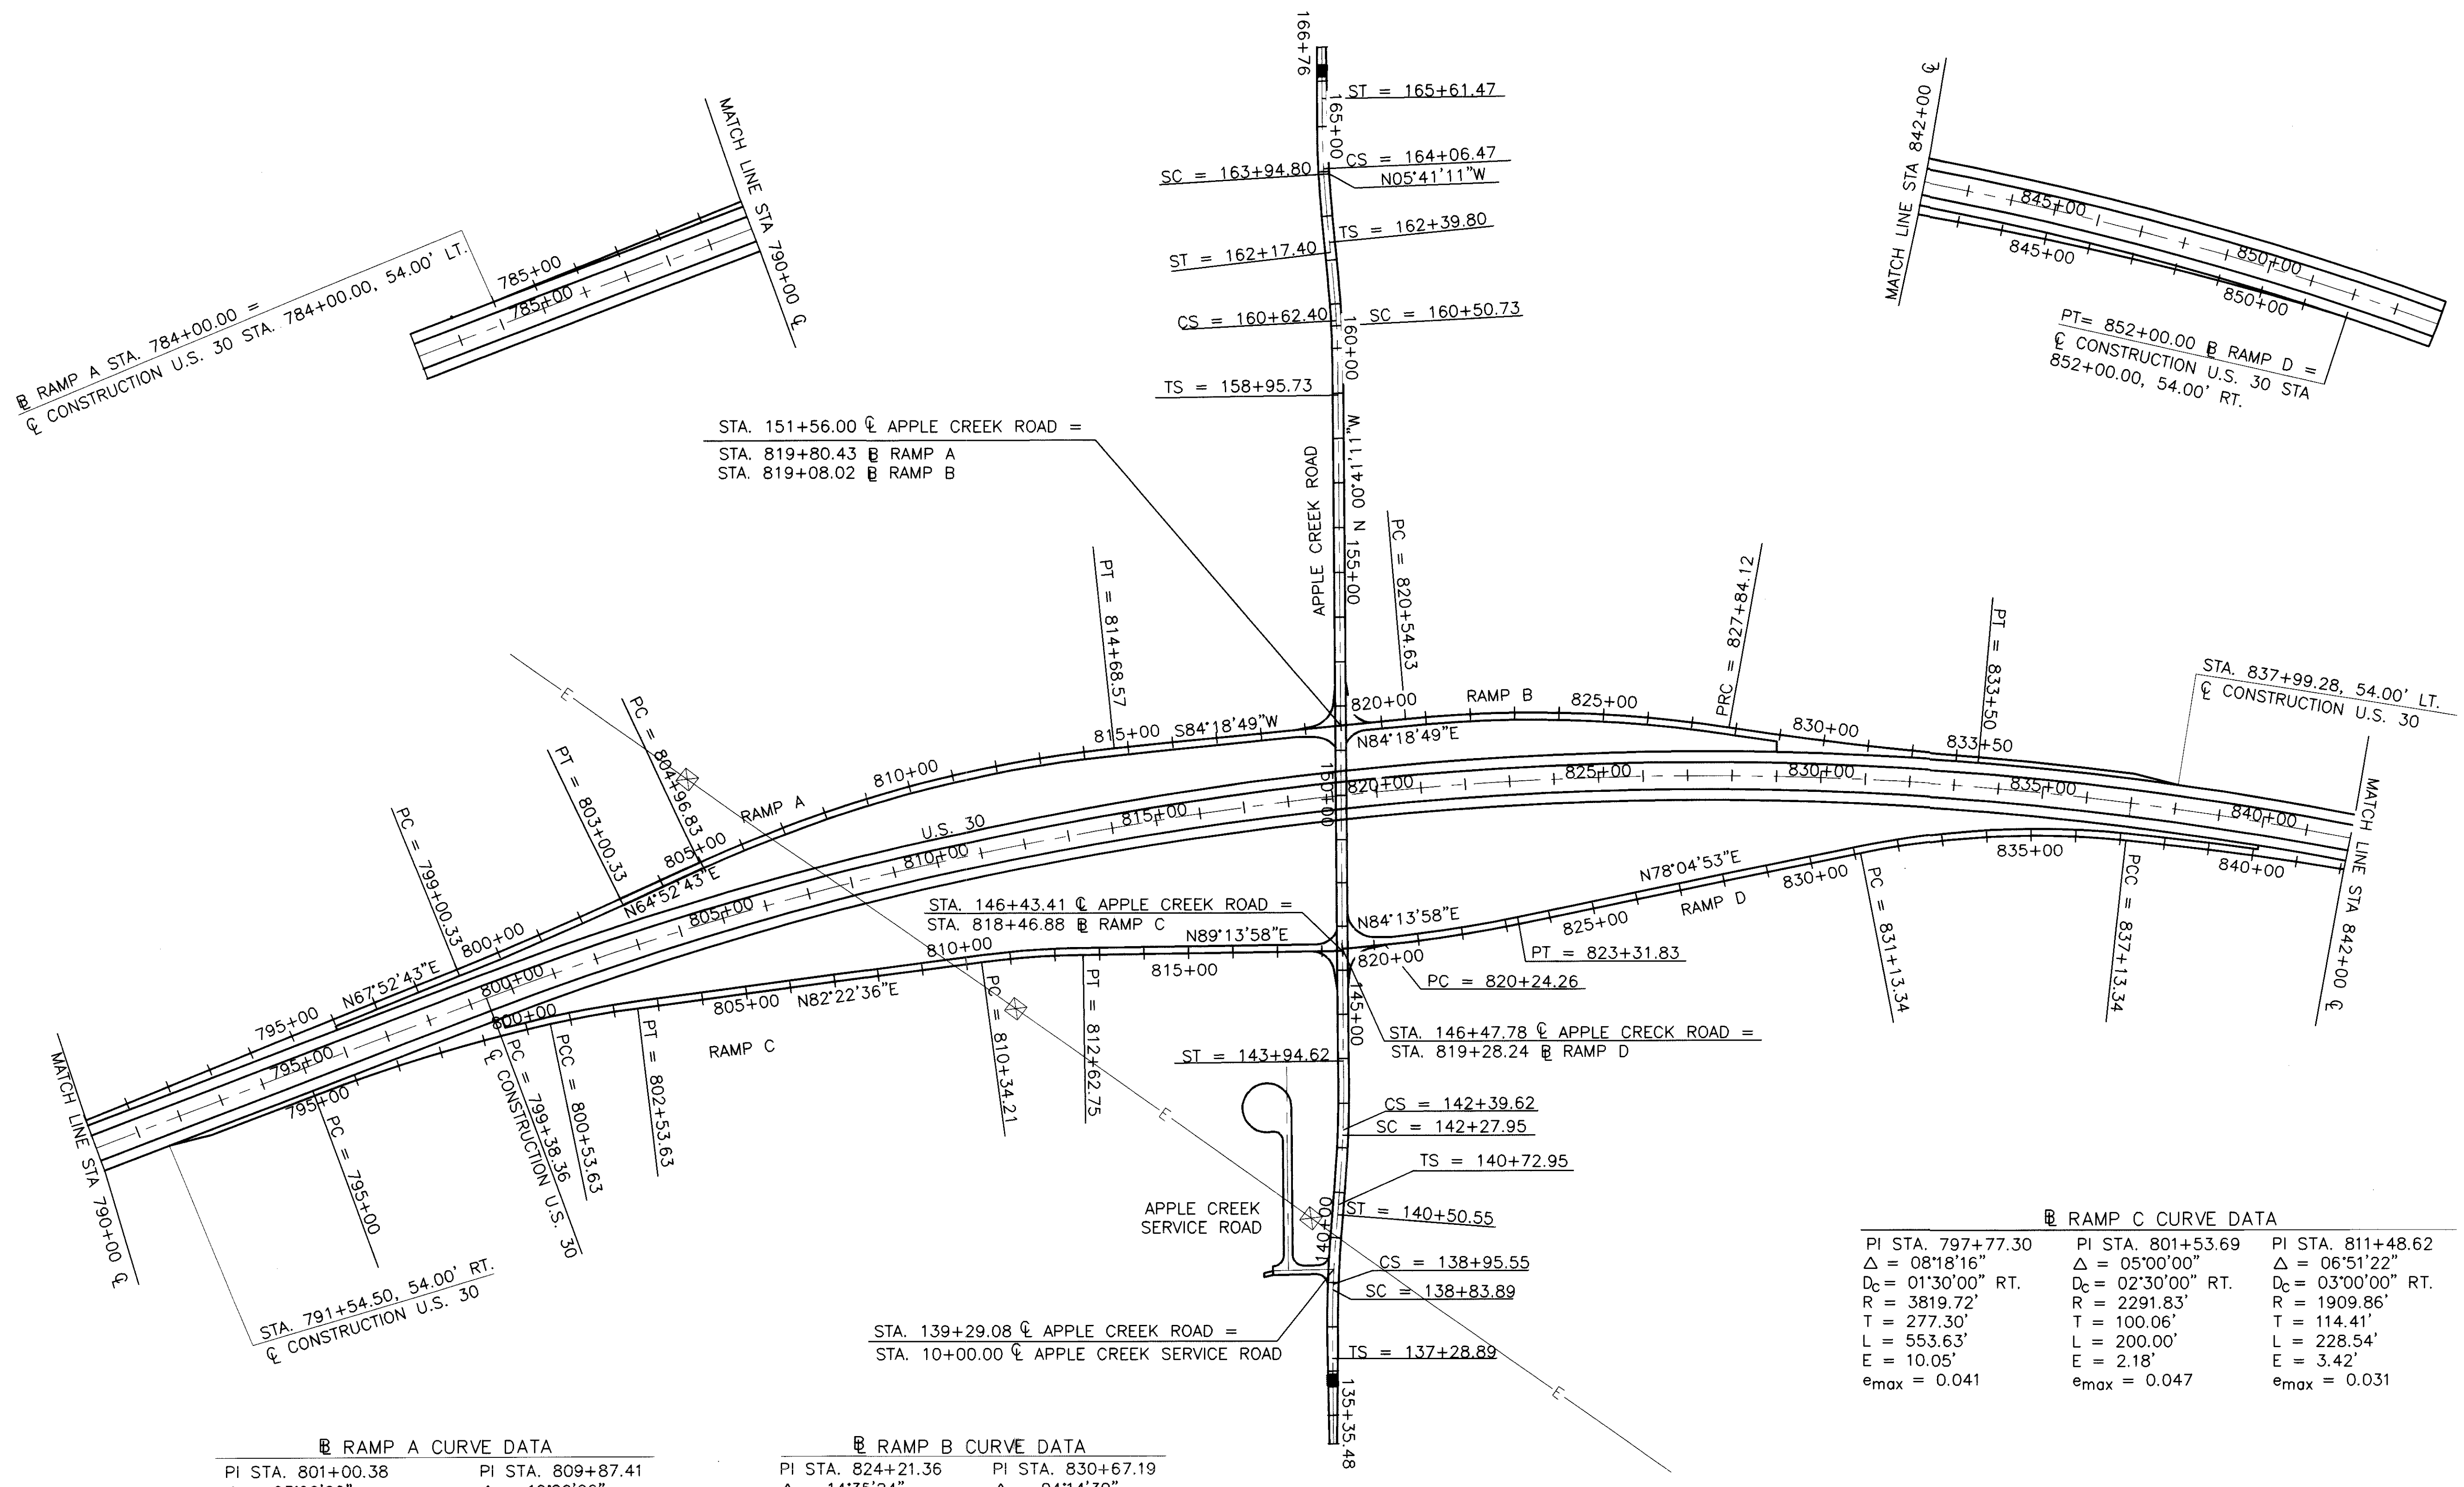 166+76
ST = 165+61.47
165+00
CS = 164+06.47
SC = 163+94.80
N05°41'11"W
TS = 162+39.80
ST = 162+17.40
CS = 160+62.40
SC = 160+50.73
160+00
TS = 158+95.73
N 00°41'11"W
APPLE CREEK ROAD
155+00
MATCH LINE STA 790+00 ℄
785+00
785+00
℄ RAMP A STA. 784+00.00 =
℄ CONSTRUCTION U.S. 30 STA. 784+00.00, 54.00' LT.
MATCH LINE STA 842+00 ℄
845+00
850+00
845+00
850+00
PT= 852+00.00 ℄ RAMP D =
℄ CONSTRUCTION U.S. 30 STA
852+00.00, 54.00' RT.
STA. 151+56.00 ℄ APPLE CREEK ROAD =
STA. 819+80.43 ℄ RAMP A
STA. 819+08.02 ℄ RAMP B
PT = 814+68.57
PC = 820+54.63
PRC = 827+84.12
PT = 833+50
STA. 837+99.28, 54.00' LT.
℄ CONSTRUCTION U.S. 30
E
PC = 804+96.83
PT = 803+00.33
PC = 799+00.33
RAMP A
810+00
815+00
S84°18'49"W
820+00
RAMP B
825+00
N84°18'49"E
830+00
833+50
150+00
820+00
825+00
830+00
835+00
840+00
MATCH LINE STA 842+00 ℄
U.S. 30
815+00
810+00
805+00
805+00
N64°52'43"E
800+00
800+00
N67°52'43"E
795+00
795+00
MATCH LINE STA 790+00 ℄
795+00
800+00
PC = 795+00
PC = 799+38.36
℄ CONSTRUCTION U.S. 30
PCC = 800+53.63
PT = 802+53.63
805+00
N82°22'36"E
RAMP C
810+00
PC = 810+34.21
PT = 812+62.75
815+00
N89°13'58"E
STA. 146+43.41 ℄ APPLE CREEK ROAD =
STA. 818+46.88 ℄ RAMP C
N84°13'58"E
820+00
PT = 823+31.83
PC = 820+24.26
825+00
N78°04'53"E
RAMP D
830+00
PC = 831+13.34
835+00
PCC = 837+13.34
840+00
145+00
STA. 146+47.78 ℄ APPLE CRECK ROAD =
STA. 819+28.24 ℄ RAMP D
ST = 143+94.62
CS = 142+39.62
SC = 142+27.95
E
TS = 140+72.95
ST = 140+50.55
140+00
APPLE CREEK
SERVICE ROAD
CS = 138+95.55
SC = 138+83.89
STA. 139+29.08 ℄ APPLE CREEK ROAD =
STA. 10+00.00 ℄ APPLE CREEK SERVICE ROAD
TS = 137+28.89
135+35.48
E
STA. 791+54.50, 54.00' RT.
℄ CONSTRUCTION U.S. 30
℄ RAMP C CURVE DATA
PI STA. 797+77.30 PI STA. 801+53.69 PI STA. 811+48.62
Δ = 08°18'16" Δ = 05°00'00" Δ = 06°51'22"
Dc = 01°30'00" RT. Dc = 02°30'00" RT. Dc = 03°00'00" RT.
R = 3819.72' R = 2291.83' R = 1909.86'
T = 277.30' T = 100.06' T = 114.41'
L = 553.63' L = 200.00' L = 228.54'
E = 10.05' E = 2.18' E = 3.42'
emax = 0.041 emax = 0.047 emax = 0.031
℄ RAMP A CURVE DATA
PI STA. 801+00.38 PI STA. 809+87.41
℄ RAMP B CURVE DATA
PI STA. 824+21.36 PI STA. 830+67.19